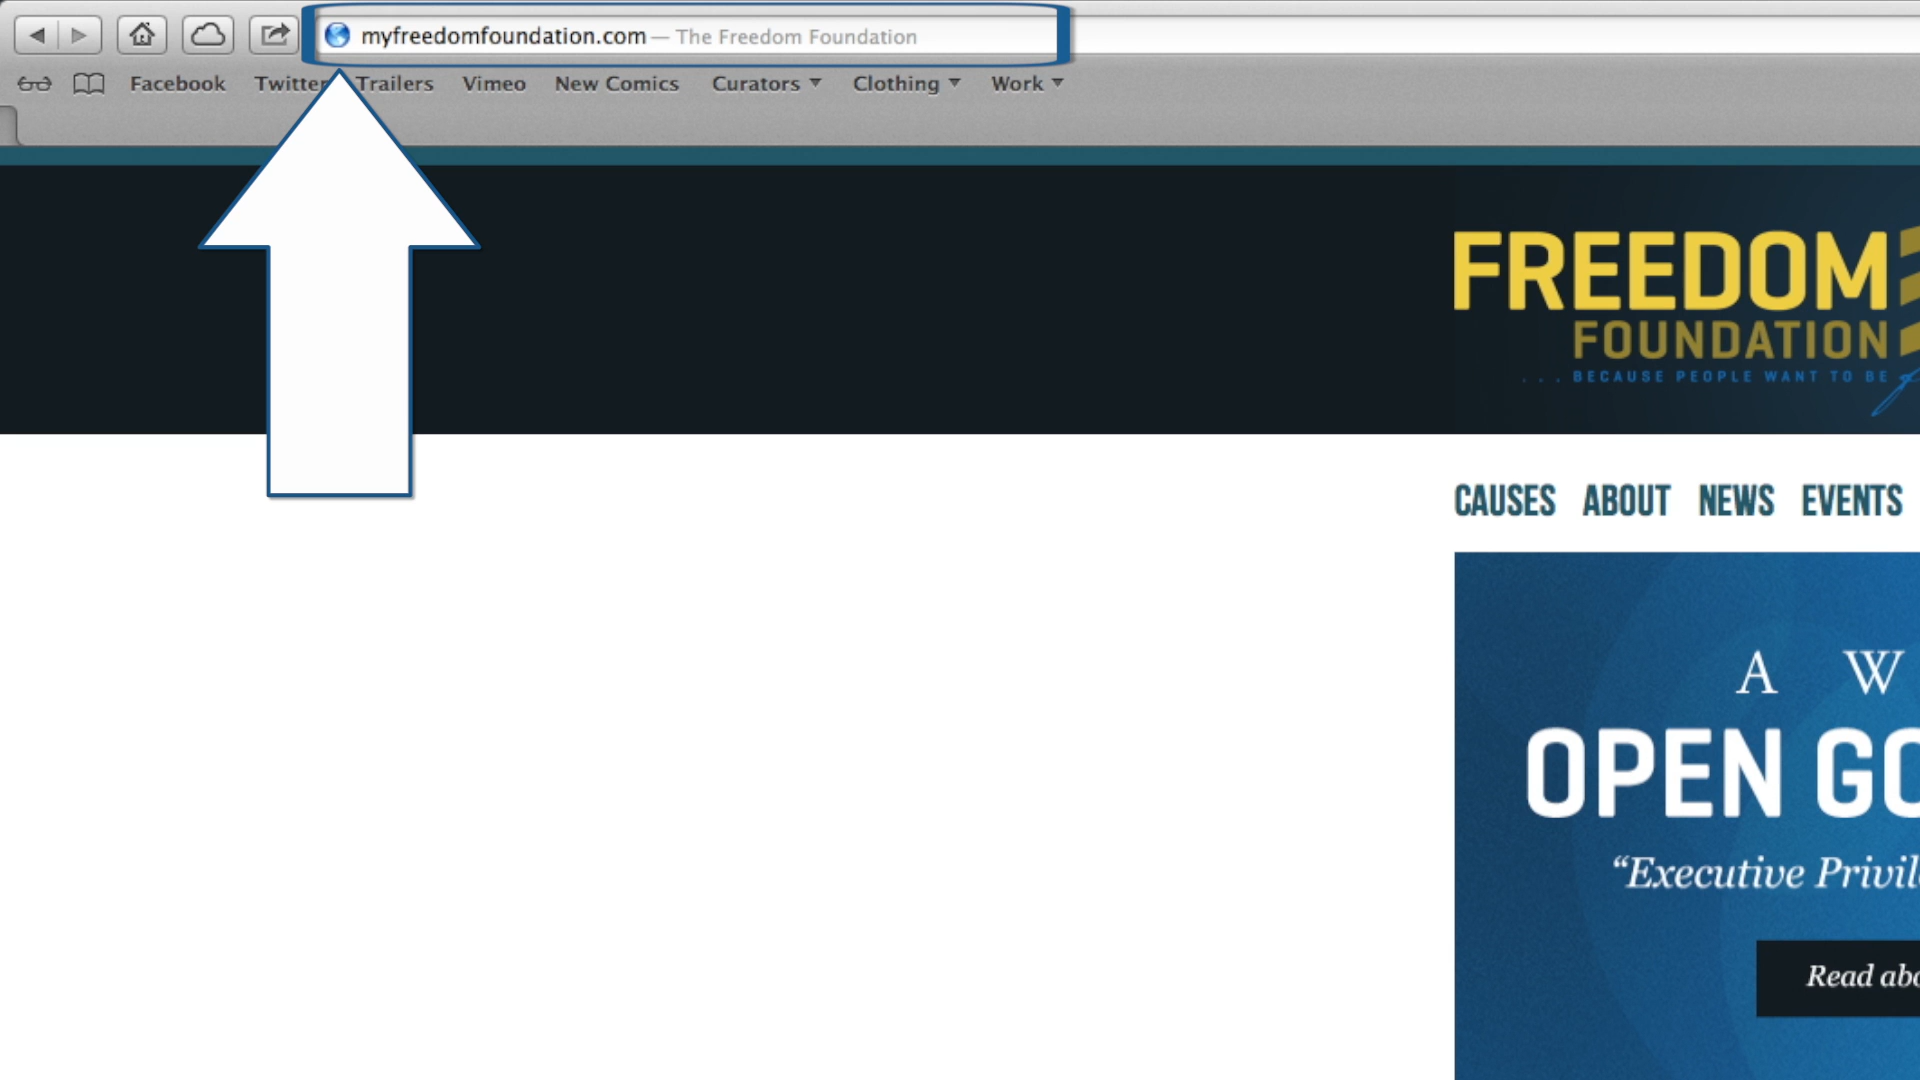 myfreedomfoundation.com — The Freedom Foundation
Facebook Twitter Trailers Vimeo New Comics Curators Clothing Work
FREEDOM
FOUNDATION
... BECAUSE PEOPLE WANT TO BE
CAUSES ABOUT NEWS EVENTS
A W
OPEN GO
“Executive Privil
Read abo